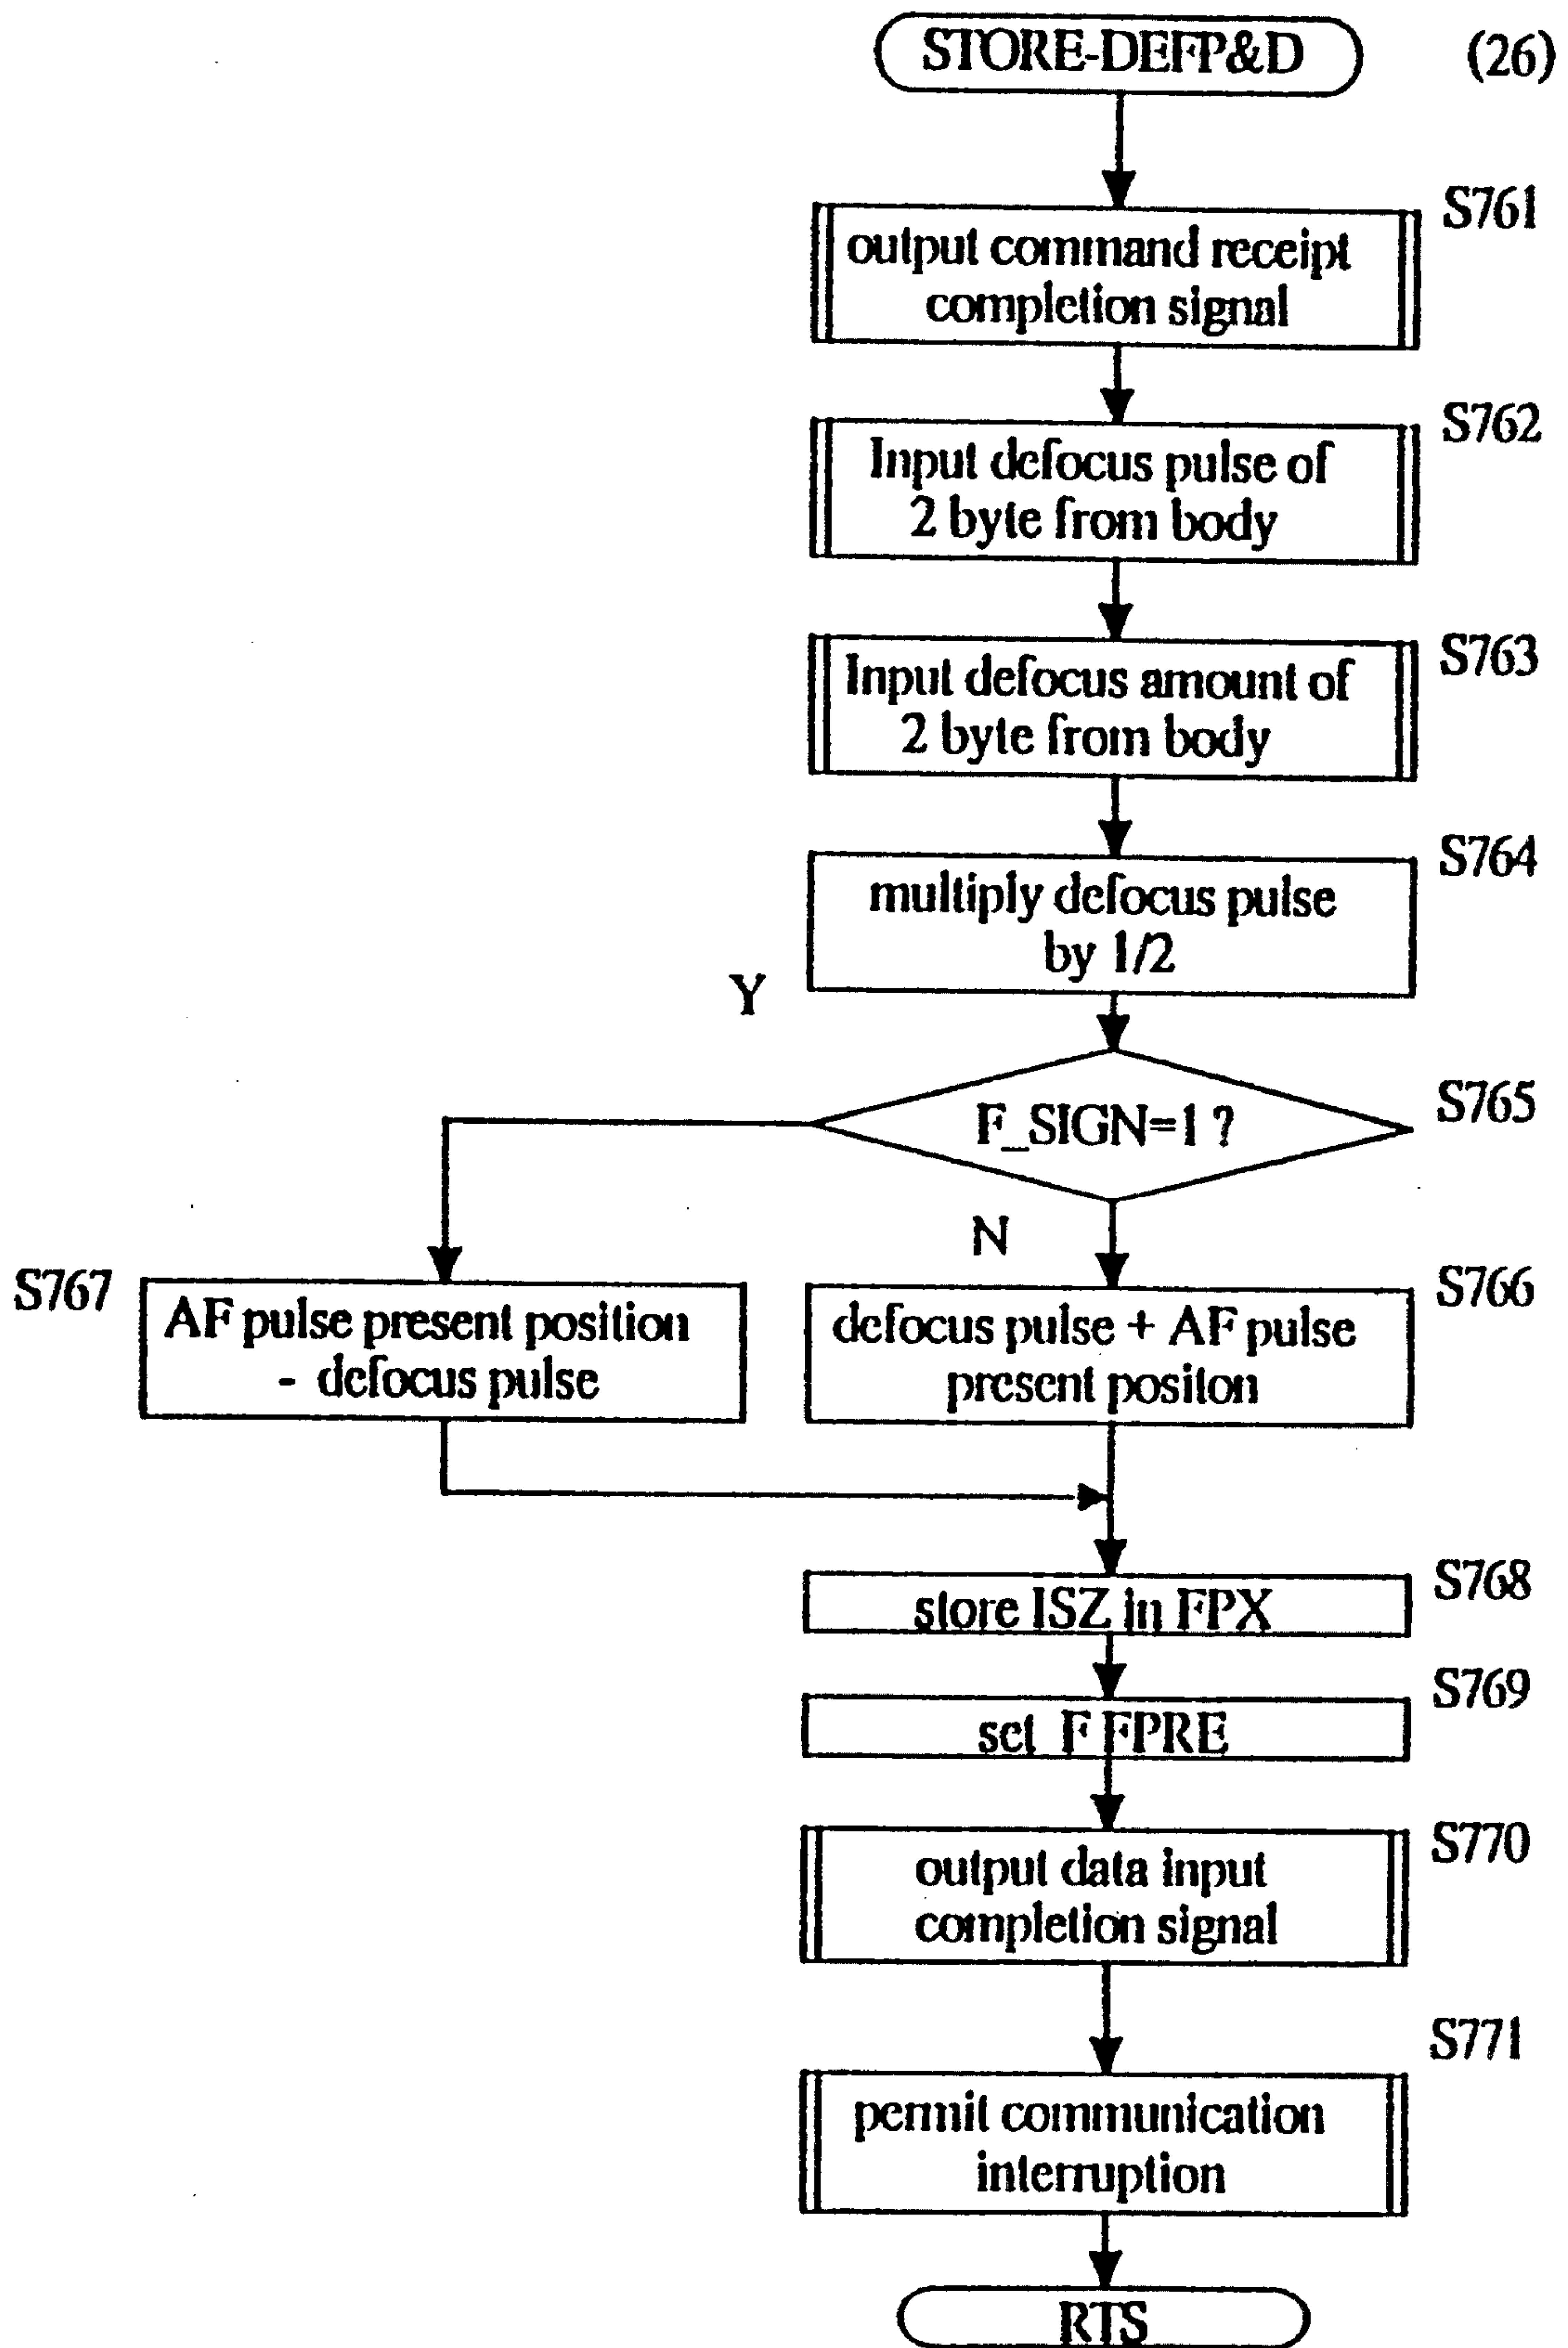 STORE-DEFP&D
(26)
S761
output command receipt
completion signal
S762
Input defocus pulse of
2 byte from body
S763
Input defocus amount of
2 byte from body
S764
multiply defocus pulse
by 1/2
Y
F_SIGN=1 ?
S765
N
S767
AF pulse present position
- defocus pulse
S766
defocus pulse + AF pulse
present positon
S768
store ISZ in FPX
S769
set F FPRE
S770
output data input
completion signal
S771
permit communication
interruption
RTS